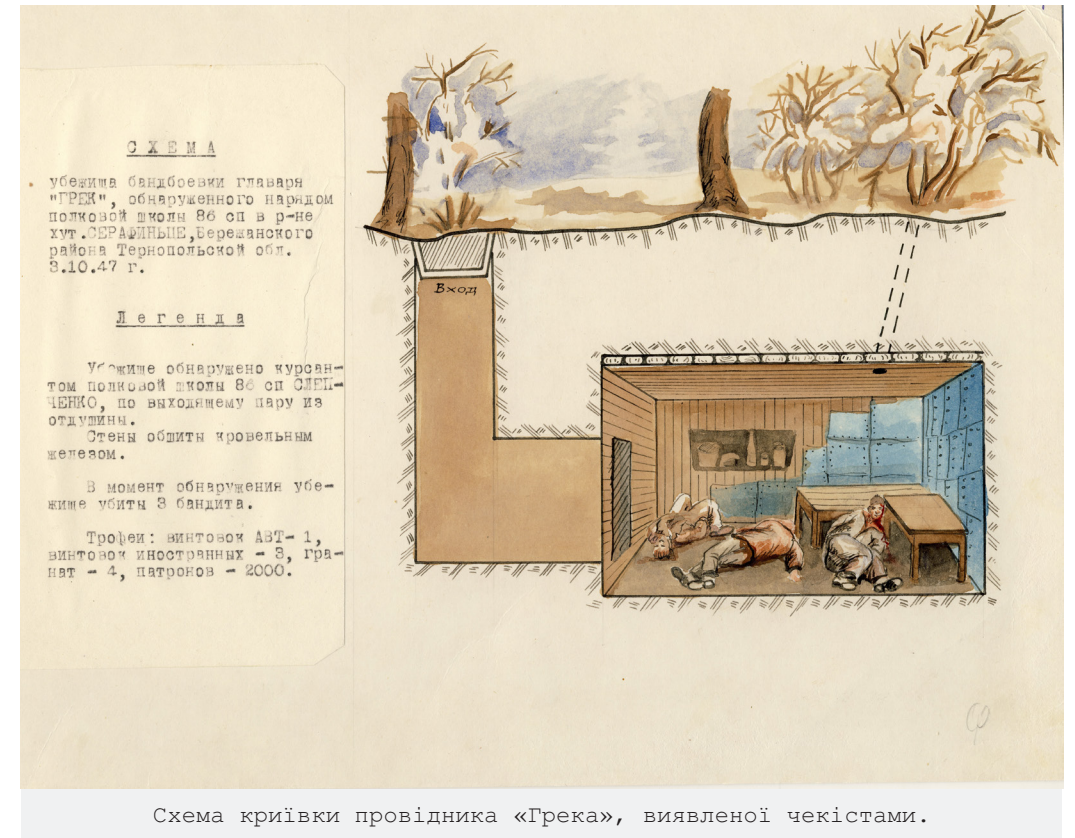 СХЕМА
убежища бандбоевки главаря
"ГРЕК", обнаруженного нарядом
полковой школы 86 сп в р-не
хут.СЕРАФИНЬЦЕ,Бережанского
района Тернопольской обл.
3.10.47 г.
Легенда
Убежище обнаружено курсан-
том полковой школы 86 сп СЛЕП-
ЧЕНКО, по выходящему пару из
отдушины.
Стены обшиты кровельным
железом.
В момент обнаружения убе-
жище убиты 3 бандита.
Трофеи: винтовок АВТ- 1,
винтовок иностранных - 3, гра-
нат - 4, патронов - 2000.
Вход
Схема криївки провідника «Грека», виявленої чекістами.